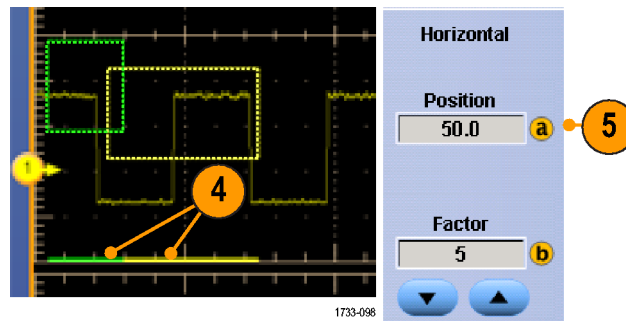 1
4
1733-098
Horizontal
Position
50.0 a
5
Factor
5 b